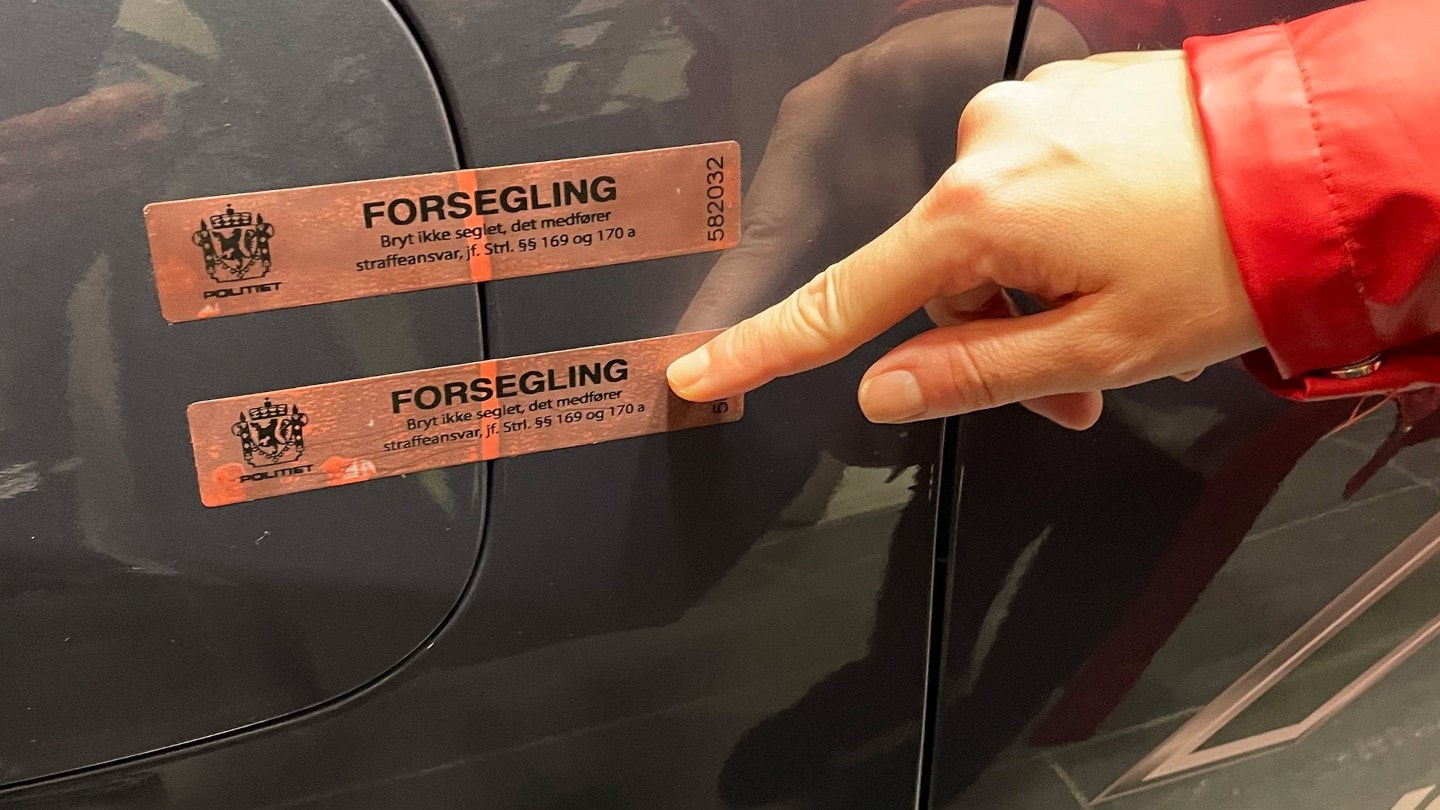 FORSEGLING
Bryt ikke seglet, det medfører
straffeansvar, jf. Strl. §§ 169 og 170 a
POLITIET
582032
FORSEGLING
Bryt ikke seglet, det medfører
straffeansvar, jf. Strl. §§ 169 og 170 a
POLITIET